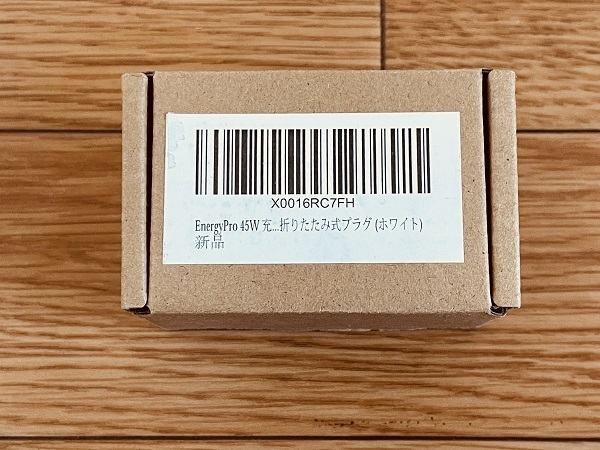 X0016RC7FH
EnergyPro 45W 充...折りたたみ式プラグ (ホワイト)
新品